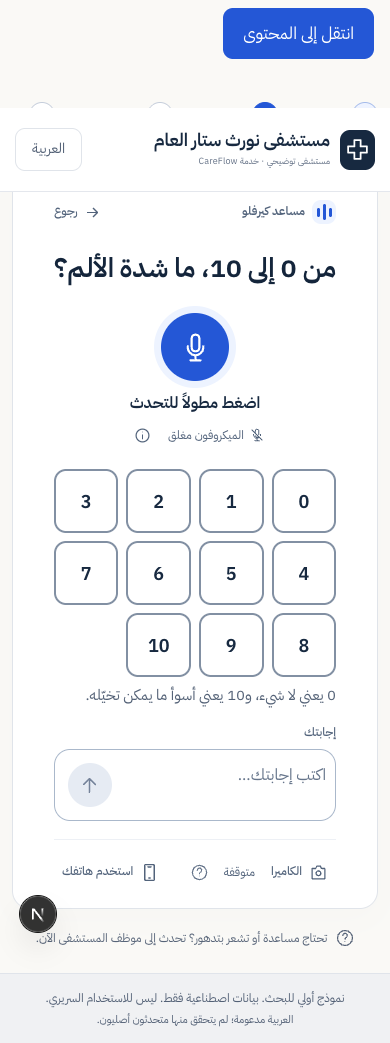 انتقل إلى المحتوى
مستشفى نورث ستار العام
مستشفى توضيحي · خدمة CareFlow
العربية
مساعد كيرفلو
رجوع
من 0 إلى 10، ما شدة الألم؟
اضغط مطولاً للتحدث
الميكروفون مغلق
0 1 2 3
4 5 6 7
8 9 10
0 يعني لا شيء، و10 يعني أسوأ ما يمكن تخيّله.
إجابتك
اكتب إجابتك...
الكاميرا متوقفة استخدم هاتفك
تحتاج مساعدة أو تشعر بتدهور؟ تحدث إلى موظف المستشفى الآن.
نموذج أولي للبحث. بيانات اصطناعية فقط. ليس للاستخدام السريري.
العربية مدعومة؛ لم يتحقق منها متحدثون أصليون.